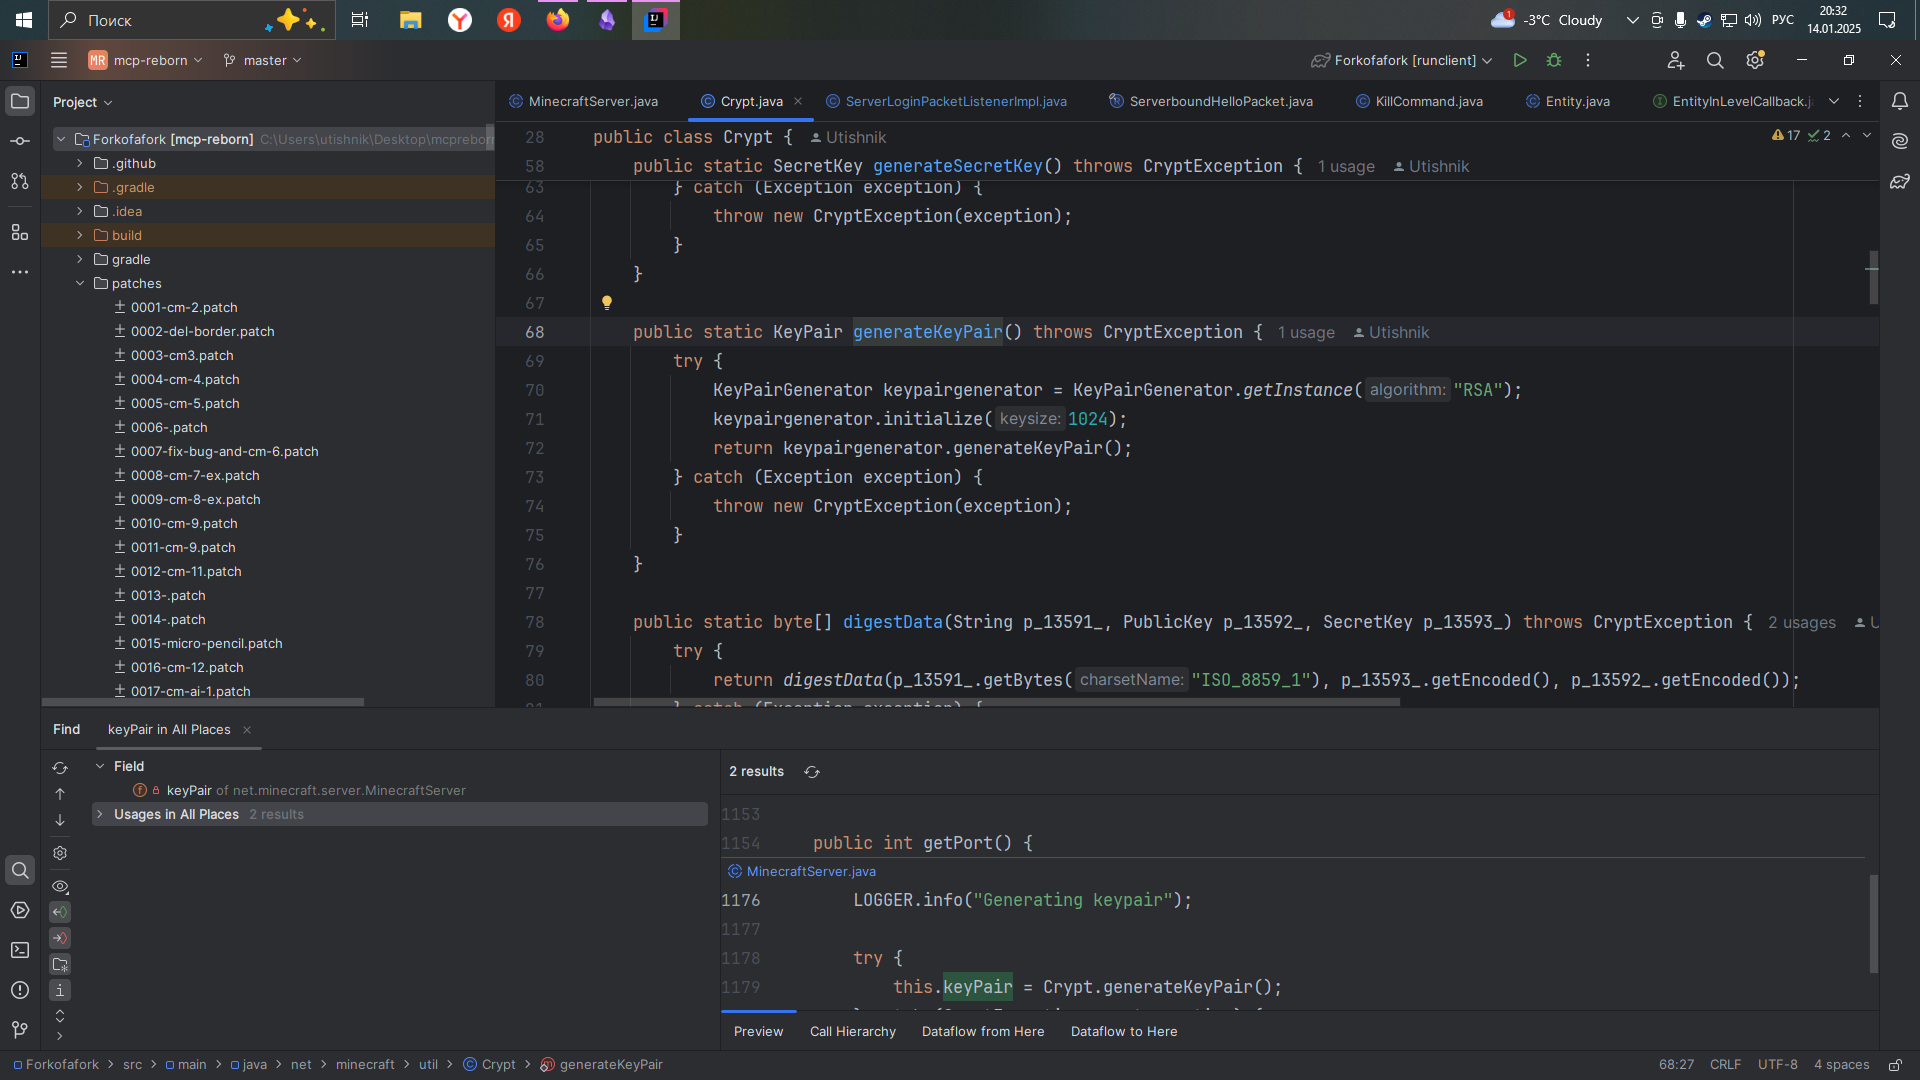 Поиск
-3°C Cloudy
РУС
20:32
14.01.2025
MR mcp-reborn
master
Forkofafork [runclient]
Project
MinecraftServer.java
Crypt.java
ServerLoginPacketListenerImpl.java
ServerboundHelloPacket.java
KillCommand.java
Entity.java
EntityInLevelCallback.
Forkofafork [mcp-reborn] C:\Users\utishnik\Desktop\mcprebor
.github
.gradle
.idea
build
gradle
patches
0001-cm-2.patch
0002-del-border.patch
0003-cm3.patch
0004-cm-4.patch
0005-cm-5.patch
0006-.patch
0007-fix-bug-and-cm-6.patch
0008-cm-7-ex.patch
0009-cm-8-ex.patch
0010-cm-9.patch
0011-cm-9.patch
0012-cm-11.patch
0013-.patch
0014-.patch
0015-micro-pencil.patch
0016-cm-12.patch
0017-cm-ai-1.patch
28 public class Crypt { Utishnik
17 2
58 public static SecretKey generateSecretKey() throws CryptException { 1 usage Utishnik
63 } catch (Exception exception) {
64 throw new CryptException(exception);
65 }
66 }
67
68 public static KeyPair generateKeyPair() throws CryptException { 1 usage Utishnik
69 try {
70 KeyPairGenerator keypairgenerator = KeyPairGenerator.getInstance( algorithm: "RSA");
71 keypairgenerator.initialize( keysize: 1024);
72 return keypairgenerator.generateKeyPair();
73 } catch (Exception exception) {
74 throw new CryptException(exception);
75 }
76 }
77
78 public static byte[] digestData(String p_13591_, PublicKey p_13592_, SecretKey p_13593_) throws CryptException { 2 usages U
79 try {
80 return digestData(p_13591_.getBytes( charsetName: "ISO_8859_1"), p_13593_.getEncoded(), p_13592_.getEncoded());
} catch (Exception exception) {
Find
keyPair in All Places
Field
keyPair of net.minecraft.server.MinecraftServer
Usages in All Places 2 results
2 results
1153
1154 public int getPort() {
MinecraftServer.java
1176 LOGGER.info("Generating keypair");
1177
1178 try {
1179 this.keyPair = Crypt.generateKeyPair();
Preview
Call Hierarchy
Dataflow from Here
Dataflow to Here
Forkofafork > src > main > java > net > minecraft > util > Crypt > generateKeyPair
68:27
CRLF
UTF-8
4 spaces